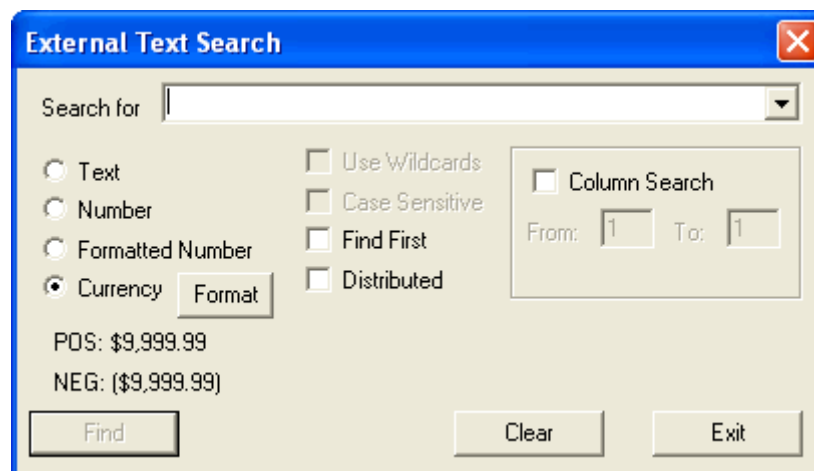 External Text Search
Search for
Text
Number
Formatted Number
Currency
Format
POS: $9,999.99
NEG: ($9,999.99)
Use Wildcards
Case Sensitive
Find First
Distributed
Column Search
From: 1 To: 1
Find Clear Exit